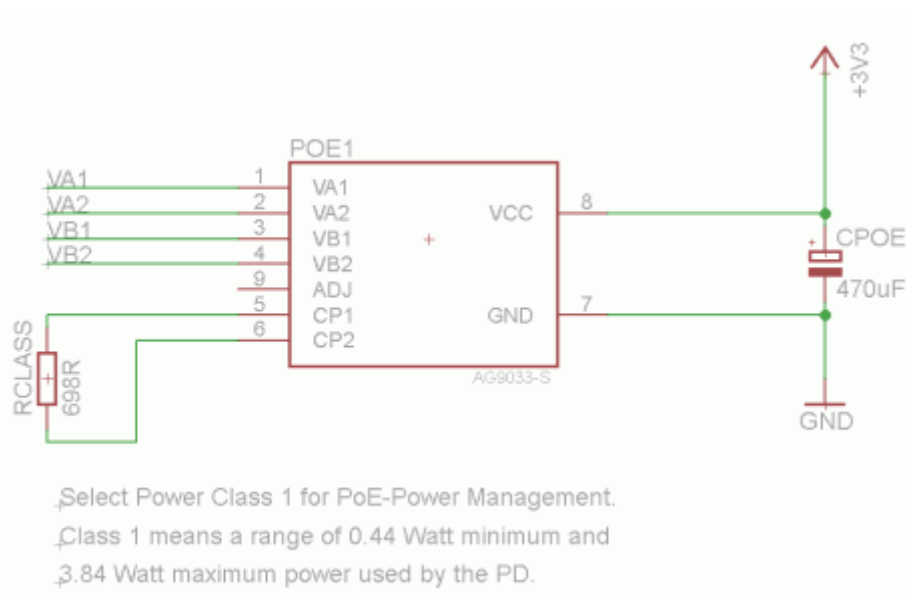 +3V3
POE1
VA1 1 VA1
VA2 2 VA2 VCC 8
VB1 3 VB1
VB2 4 VB2
9 ADJ
5 CP1 GND 7
6 CP2
+ CPOE
470uF
AG9033-S
RCLASS
698R
GND
Select Power Class 1 for PoE-Power Management.
Class 1 means a range of 0.44 Watt minimum and
3.84 Watt maximum power used by the PD.